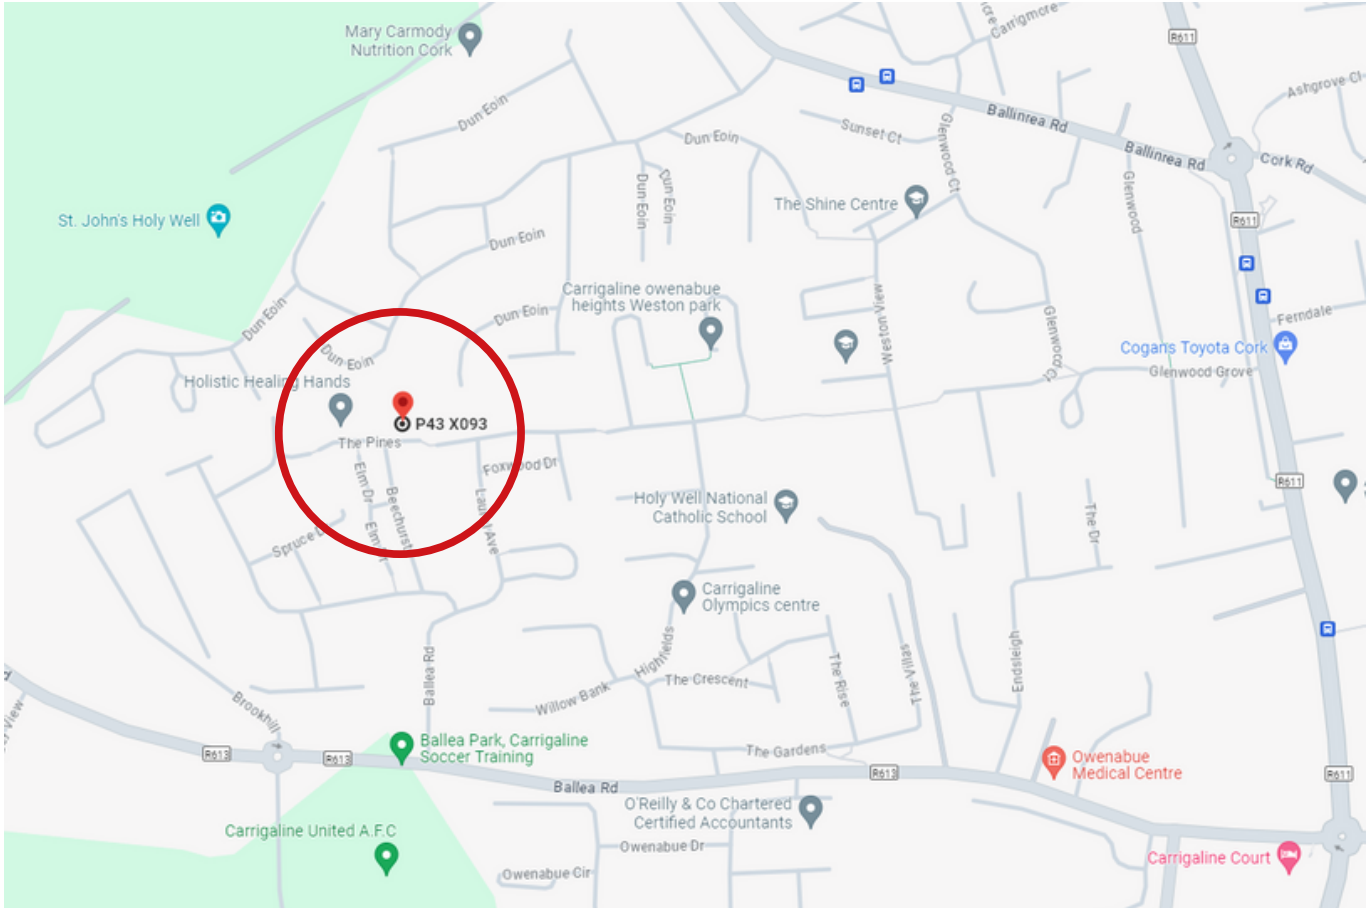 Mary Carmody
Nutrition Cork
Carrigmore
R611
Ashgrove Cl
Dun Eoin
Ballinrea Rd
Sunset Ct
Dun Eoin
Glenwood Ct
Ballinrea Rd
Cork Rd
Dun Eoin
Dun Eoin
Glenwood
The Shine Centre
St. John's Holy Well
R611
Dun Eoin
Carrigaline owenabue
heights Weston park
Dun Eoin
Dun Eoin
Weston View
Glenwood Ct
Ferndale
Dun Eoin
Cogans Toyota Cork
Glenwood Grove
Holistic Healing Hands
P43 X093
The Pines
Foxwood Dr
Elm Dr
Beechurst
R611
Holy Well National
Catholic School
The Dr
Spruce
Elm Dr
Ave
Carrigaline
Olympics centre
Highfields
Endsleigh
Ballea Rd
The Crescent
The Rise
The Villas
Willow Bank
Brookhill
View
R613
R613
Ballea Park, Carrigaline
Soccer Training
The Gardens
Owenabue
Medical Centre
R613
R611
Ballea Rd
O'Reilly & Co Chartered
Certified Accountants
Carrigaline United A.F.C
Owenabue Dr
Carrigaline Court
Owenabue Cir